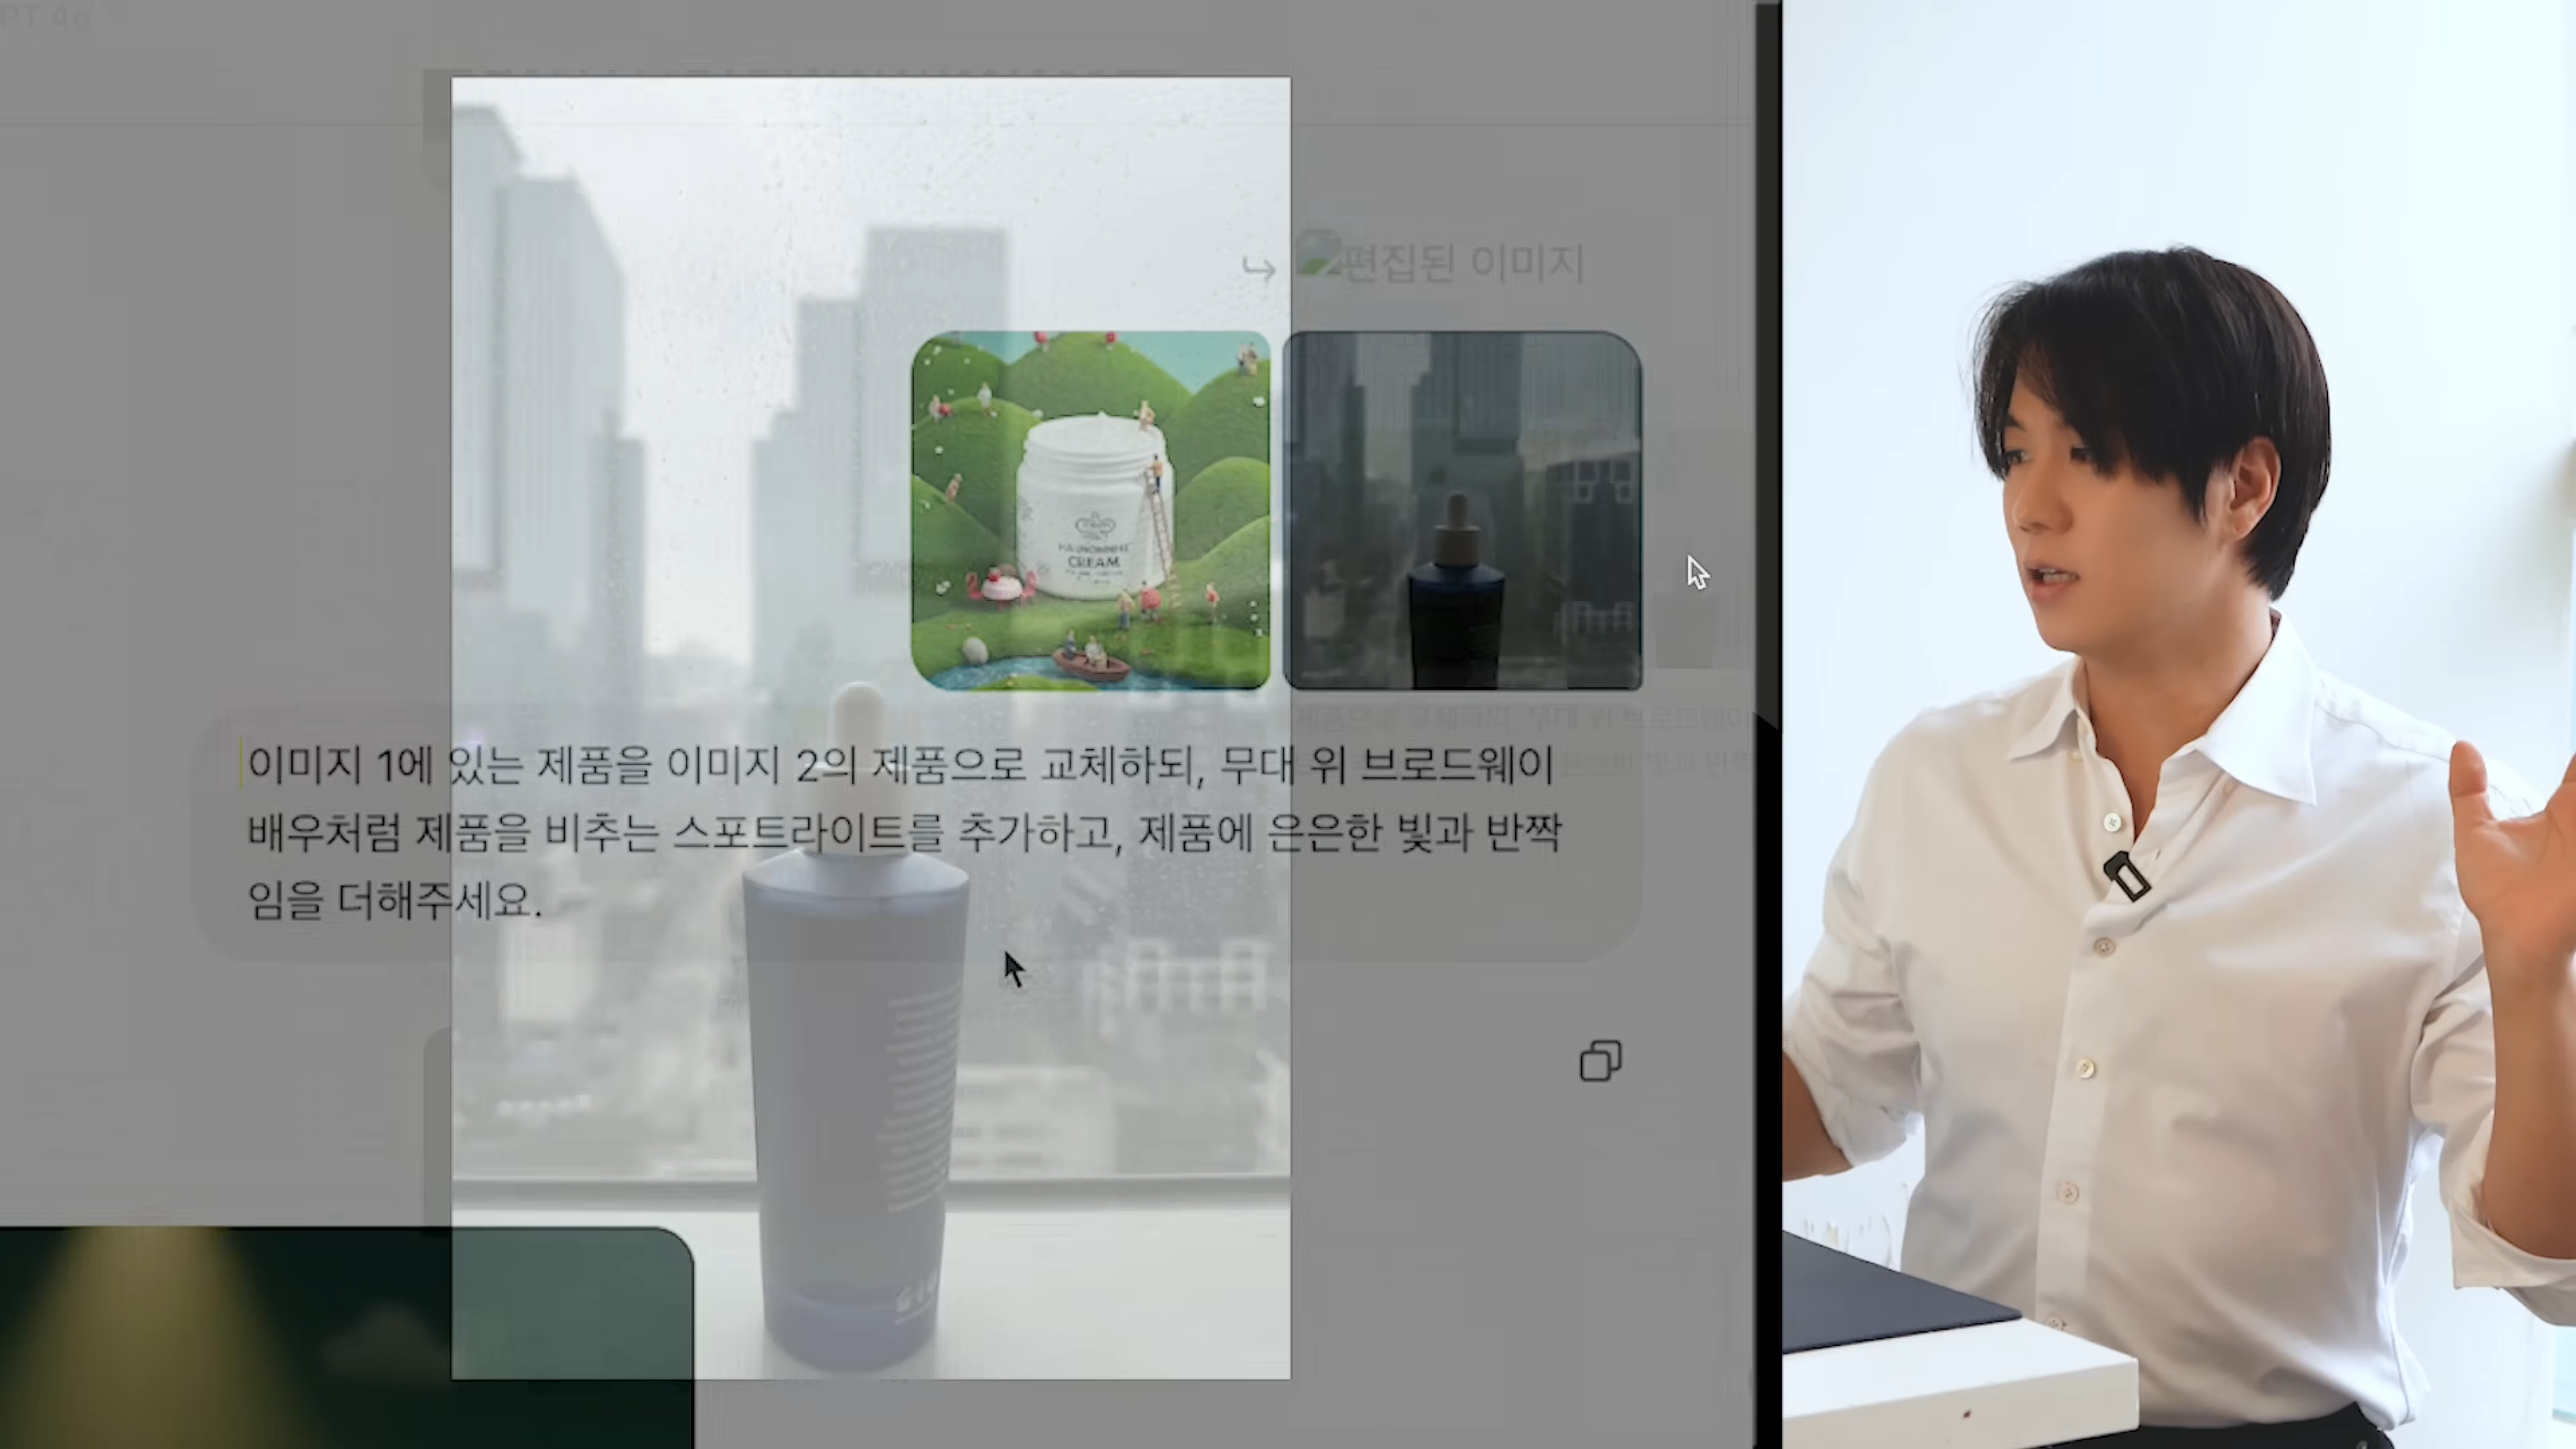 PT 4o
편집된 이미지
CREAM
이미지 1에 있는 제품을 이미지 2의 제품으로 교체하되, 무대 위 브로드웨이
배우처럼 제품을 비추는 스포트라이트를 추가하고, 제품에 은은한 빛과 반짝
임을 더해주세요.